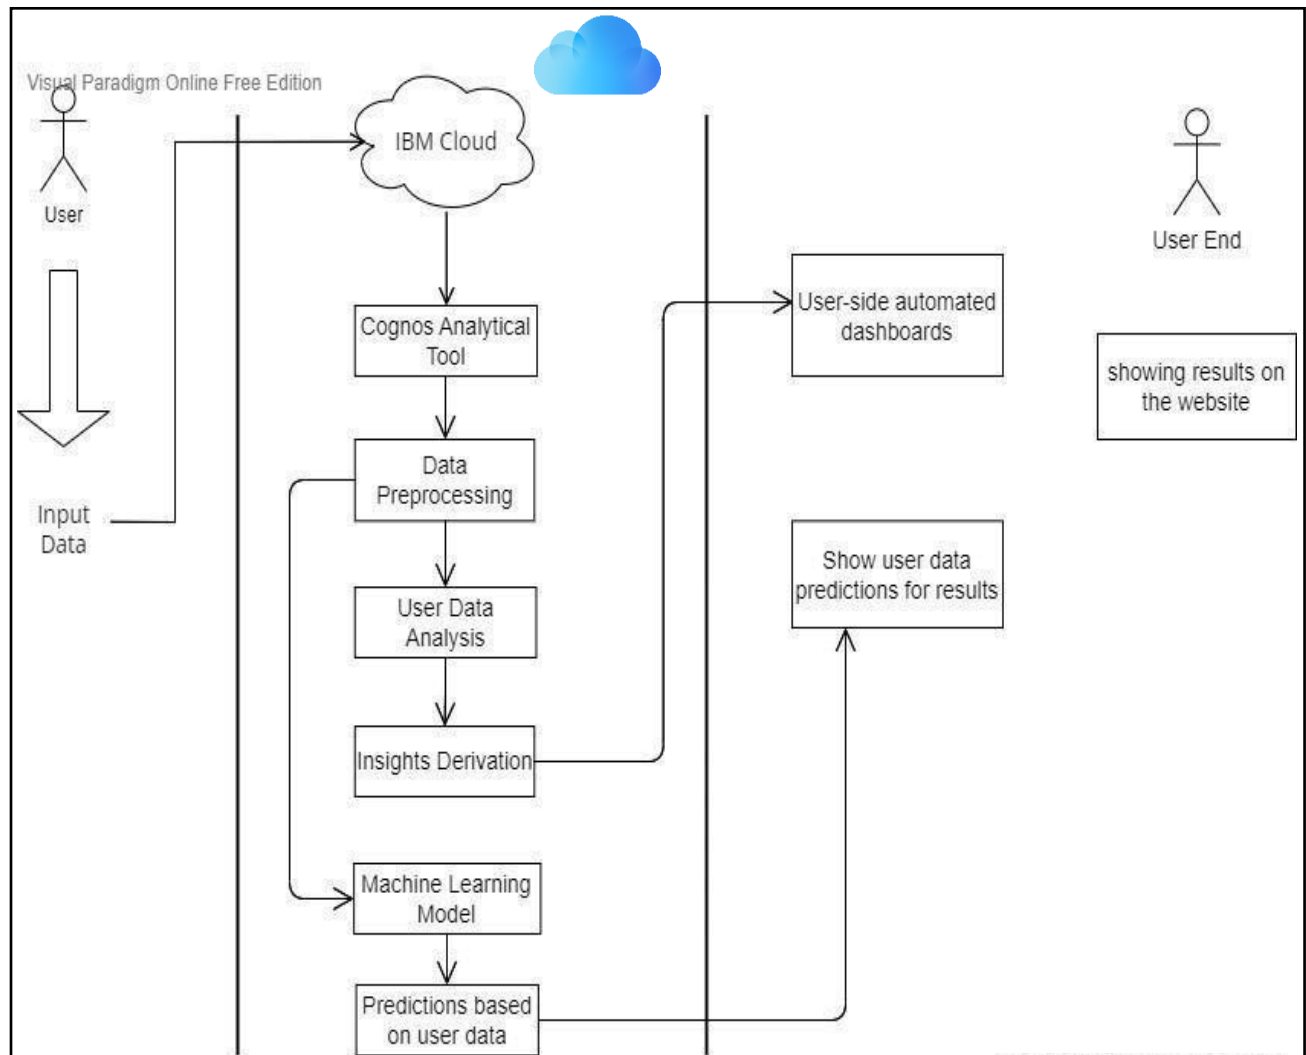 Visual Paradigm Online Free Edition
User
Input
Data
IBM Cloud
Cognos Analytical
Tool
Data
Preprocessing
User Data
Analysis
Insights Derivation
Machine Learning
Model
Predictions based
on user data
User-side automated
dashboards
Show user data
predictions for results
User End
showing results on
the website